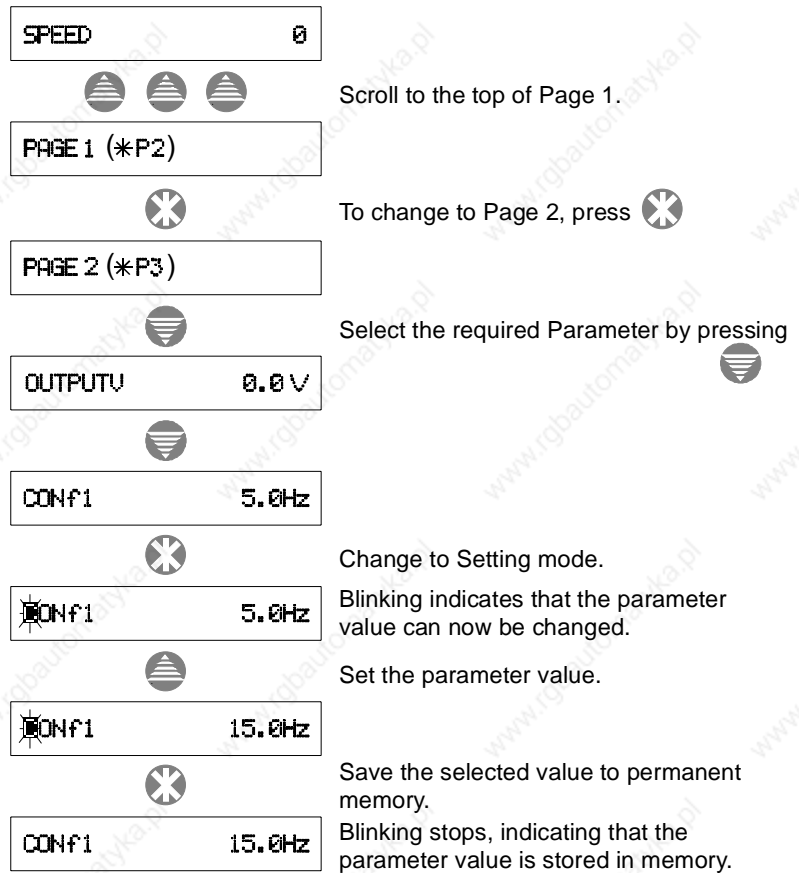 SPEED 0
Scroll to the top of Page 1.
PAGE 1 (*P2)
To change to Page 2, press
PAGE 2 (*P3)
Select the required Parameter by pressing
OUTPUTV 0.0 V
CONf1 5.0Hz
Change to Setting mode.
CONf1 5.0Hz
Blinking indicates that the parameter
value can now be changed.
Set the parameter value.
CONf1 15.0Hz
Save the selected value to permanent
memory.
CONf1 15.0Hz
Blinking stops, indicating that the
parameter value is stored in memory.
www.rgbautomatyka.pl